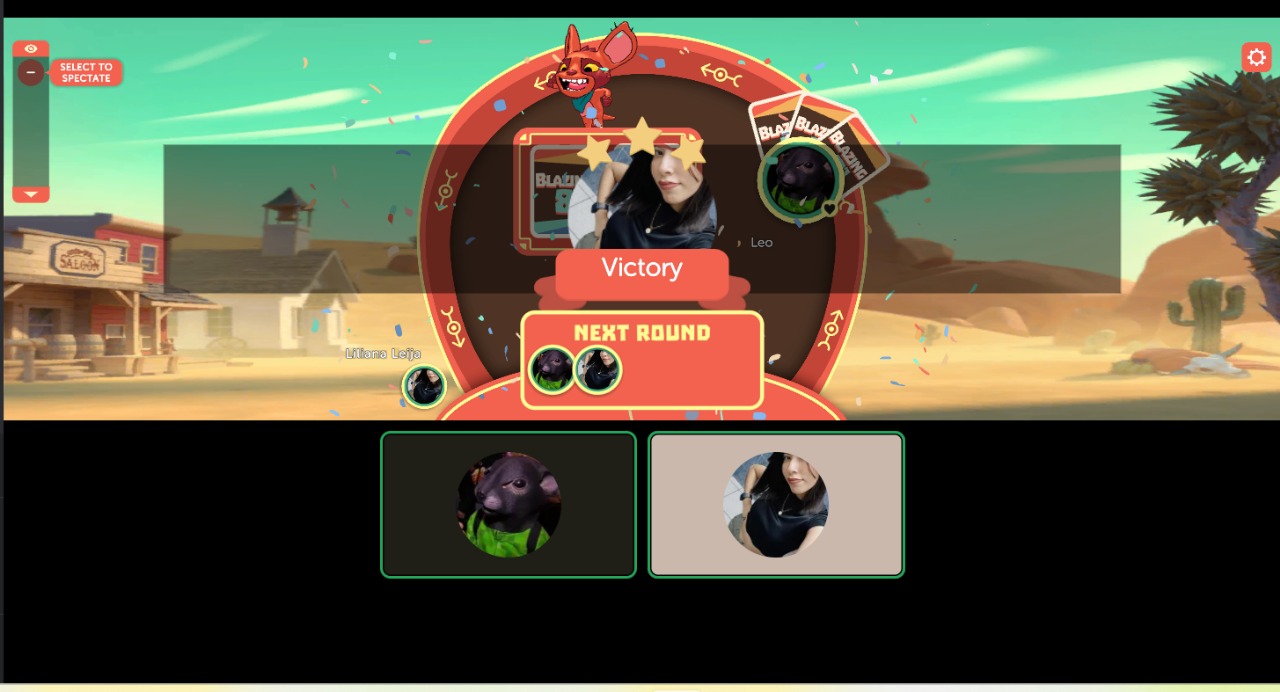 SELECT TO
SPECTATE
BLAZING
SALOON
Leo
Victory
NEXT ROUND
Liliana Leija